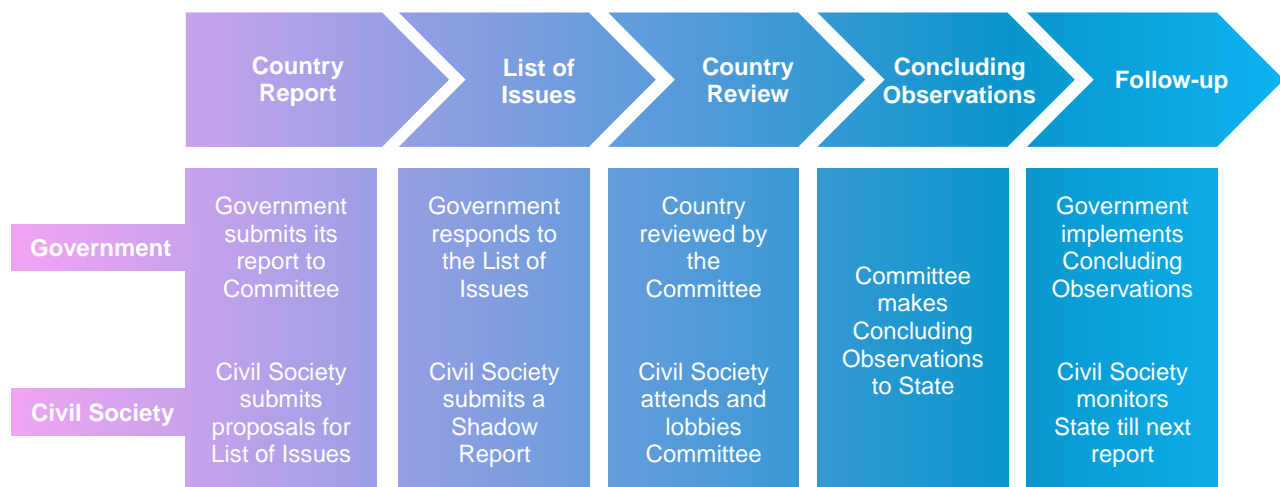 Country
Report
List of
Issues
Country
Review
Concluding
Observations
Follow-up
Government
Government
submits its
report to
Committee
Government
responds to
the List of
Issues
Country
reviewed by
the
Committee
Committee
makes
Concluding
Observations
to State
Government
implements
Concluding
Observations
Civil Society
Civil Society
submits
proposals for
List of Issues
Civil Society
submits a
Shadow
Report
Civil Society
attends and
lobbies
Committee
Civil Society
monitors
State till next
report